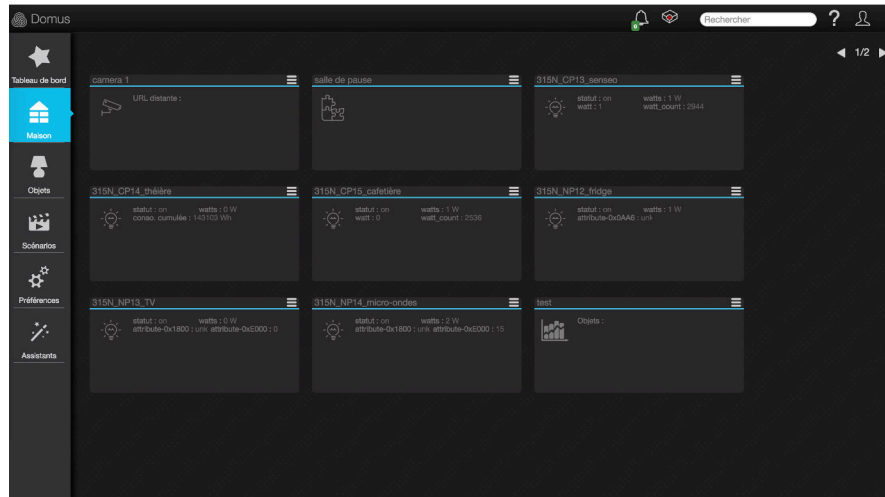 Domus
0
Rechercher
?
Tableau de bord
Maison
Objets
Scénarios
Préférences
Assistants
1/2
camera 1
URL distante :
salle de pause
315N_CP13_senseo
statut : on watts : 1 W
watt : 1 watt_count : 2944
315N_CP14_théière
statut : on watts : 0 W
conso. cumulée : 143103 Wh
315N_CP15_cafetière
statut : on watts : 1 W
watt : 0 watt_count : 2536
315N_NP12_fridge
statut : on watts : 1 W
attribute-0x0AA6 : unk
315N_NP13_TV
statut : on watts : 0 W
attribute-0x1800 : unk attribute-0xE000 : 0
315N_NP14_micro-ondes
statut : on watts : 2 W
attribute-0x1800 : unk attribute-0xE000 : 15
test
Objets :